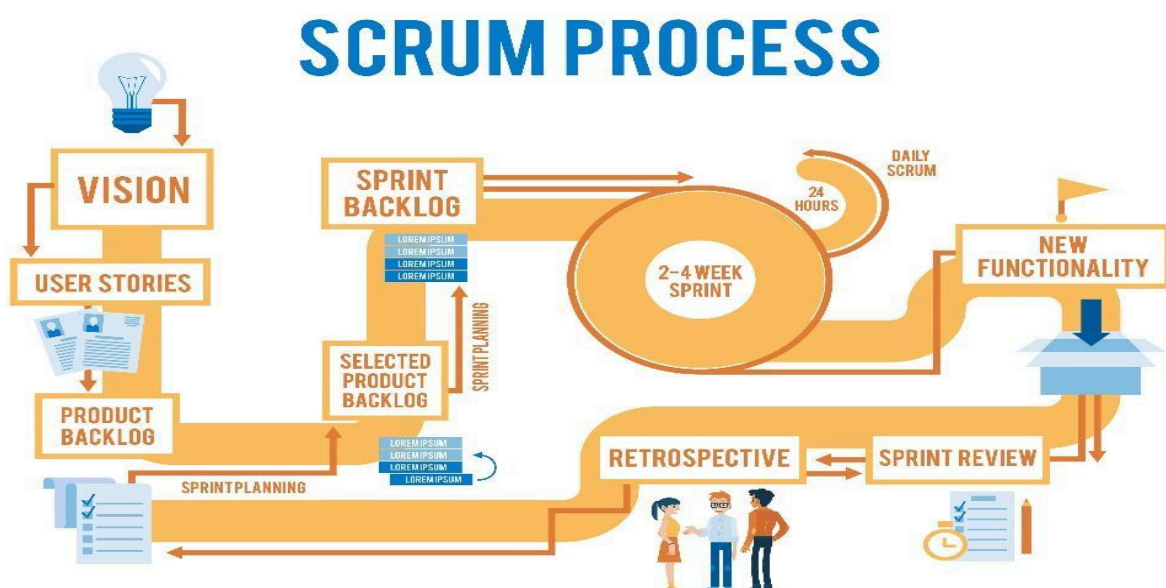 SCRUM PROCESS
VISION
USER STORIES
PRODUCT
BACKLOG
SPRINT PLANNING
SELECTED
PRODUCT
BACKLOG
LOREM IPSUM
LOREM IPSUM
LOREM IPSUM
LOREM IPSUM
SPRINT PLANNING
SPRINT
BACKLOG
LOREM IPSUM
LOREM IPSUM
LOREM IPSUM
LOREM IPSUM
2-4 WEEK
SPRINT
24
HOURS
DAILY
SCRUM
NEW
FUNCTIONALITY
SPRINT REVIEW
RETROSPECTIVE